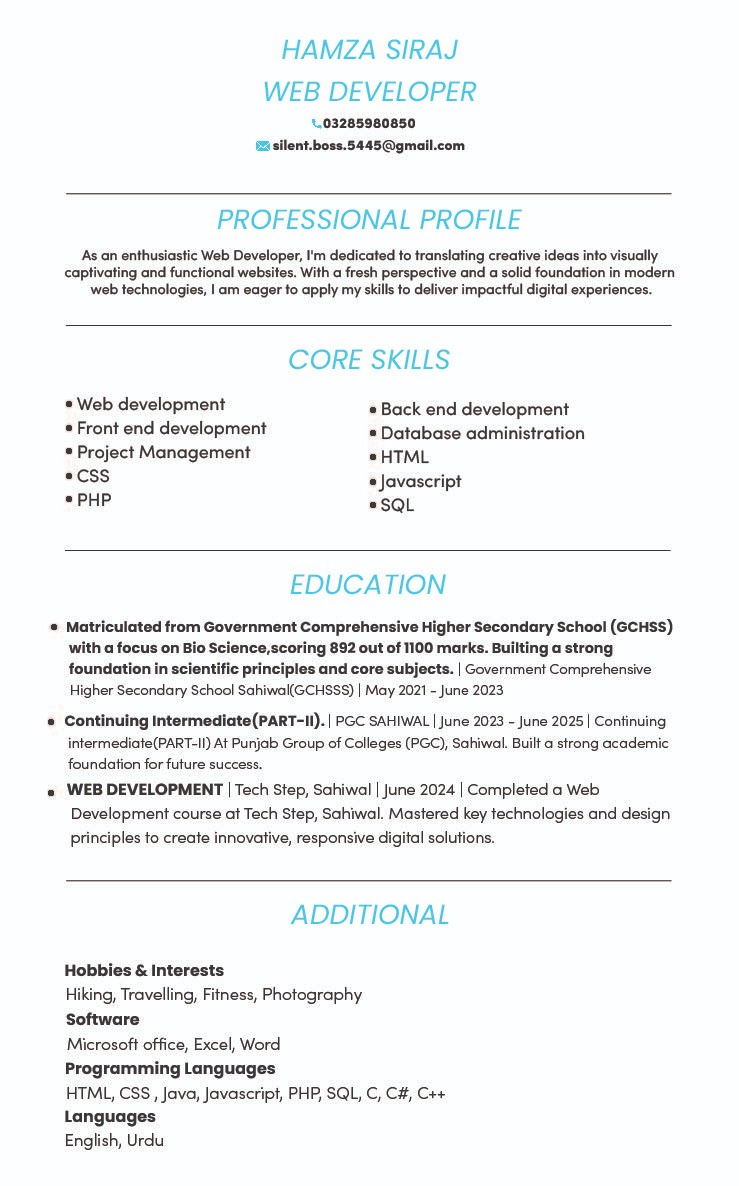 HAMZA SIRAJ
WEB DEVELOPER
03285980850
silent.boss.5445@gmail.com
PROFESSIONAL PROFILE
As an enthusiastic Web Developer, I'm dedicated to translating creative ideas into visually
captivating and functional websites. With a fresh perspective and a solid foundation in modern
web technologies, I am eager to apply my skills to deliver impactful digital experiences.
CORE SKILLS
• Web development
• Front end development
• Project Management
• CSS
• PHP
• Back end development
• Database administration
• HTML
• Javascript
• SQL
EDUCATION
• Matriculated from Government Comprehensive Higher Secondary School (GCHSS)
with a focus on Bio Science,scoring 892 out of 1100 marks. Builting a strong
foundation in scientific principles and core subjects. | Government Comprehensive
Higher Secondary School Sahiwal(GCHSSS) | May 2021 - June 2023
• Continuing Intermediate(PART-II). | PGC SAHIWAL | June 2023 - June 2025 | Continuing
intermediate(PART-II) At Punjab Group of Colleges (PGC), Sahiwal. Built a strong academic
foundation for future success.
• WEB DEVELOPMENT | Tech Step, Sahiwal | June 2024 | Completed a Web
Development course at Tech Step, Sahiwal. Mastered key technologies and design
principles to create innovative, responsive digital solutions.
ADDITIONAL
Hobbies & Interests
Hiking, Travelling, Fitness, Photography
Software
Microsoft office, Excel, Word
Programming Languages
HTML, CSS , Java, Javascript, PHP, SQL, C, C#, C++
Languages
English, Urdu